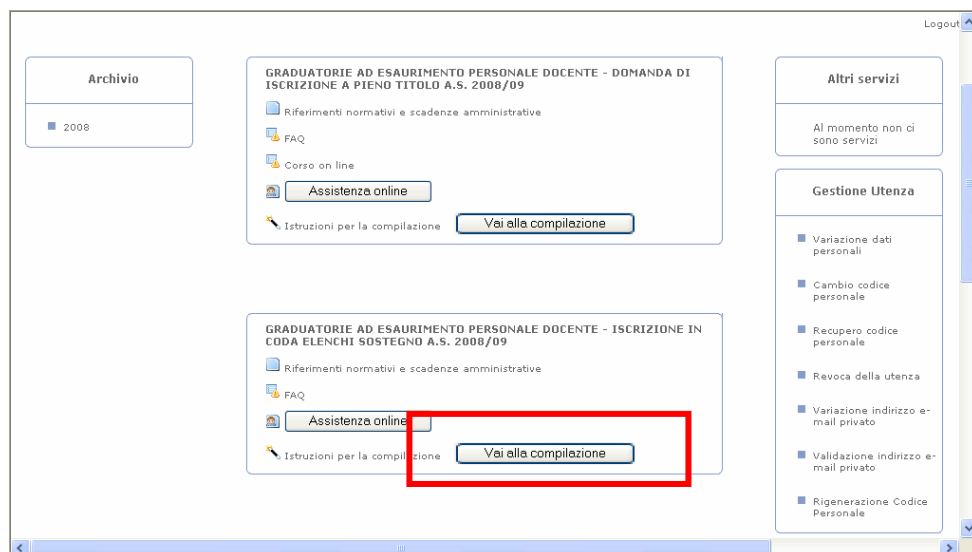 Logout
Archivio
2008
GRADUATORIE AD ESAURIMENTO PERSONALE DOCENTE - DOMANDA DI
ISCRIZIONE A PIENO TITOLO A.S. 2008/09
Riferimenti normativi e scadenze amministrative
FAQ
Corso on line
Assistenza online
Istruzioni per la compilazione Vai alla compilazione
GRADUATORIE AD ESAURIMENTO PERSONALE DOCENTE - ISCRIZIONE IN
CODA ELENCHI SOSTEGNO A.S. 2008/09
Riferimenti normativi e scadenze amministrative
FAQ
Assistenza online
Istruzioni per la compilazione Vai alla compilazione
Altri servizi
Al momento non ci
sono servizi
Gestione Utenza
Variazione dati
personali
Cambio codice
personale
Recupero codice
personale
Revoca della utenza
Variazione indirizzo e-
mail privato
Validazione indirizzo e-
mail privato
Rigenerazione Codice
Personale